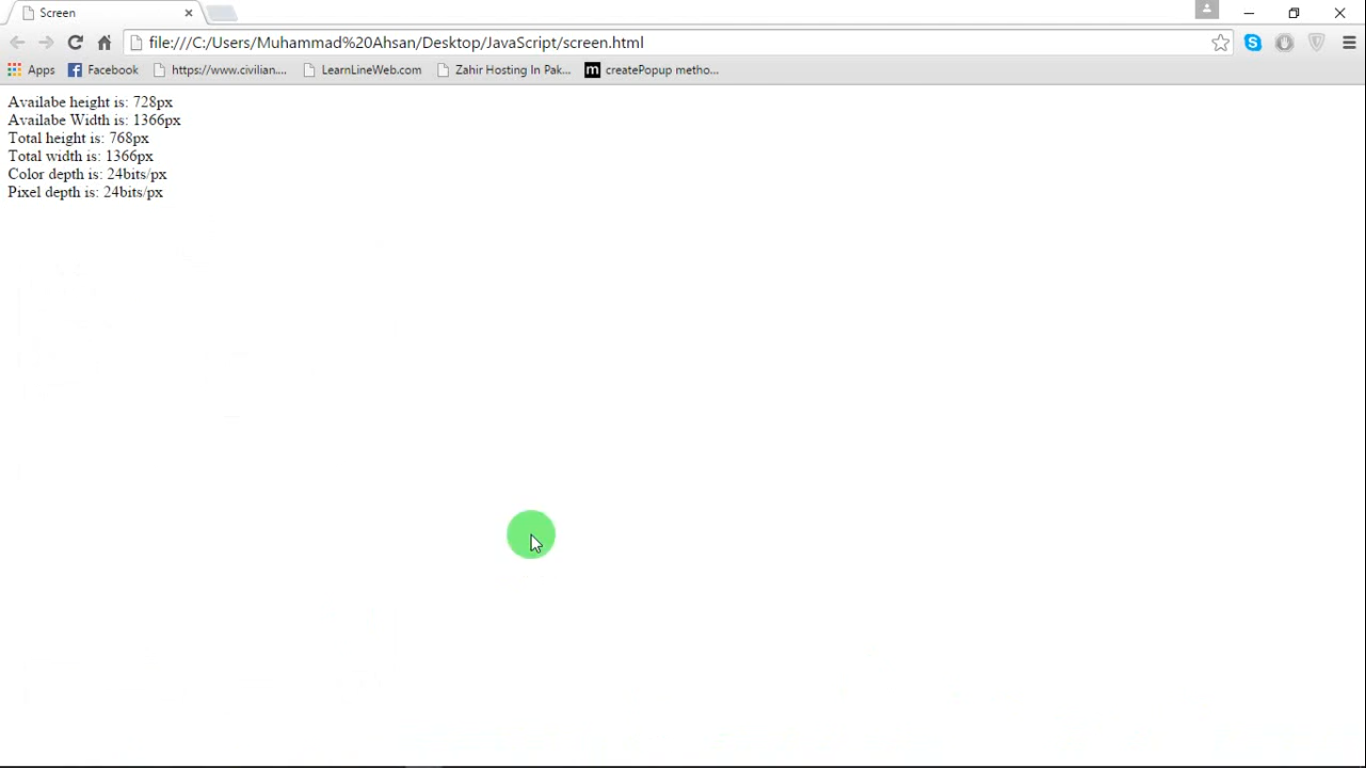 Screen
file:///C:/Users/Muhammad%20Ahsan/Desktop/JavaScript/screen.html
Apps Facebook https://www.civilian.... LearnLineWeb.com Zahir Hosting In Pak... m createPopup metho...
Availabe height is: 728px
Availabe Width is: 1366px
Total height is: 768px
Total width is: 1366px
Color depth is: 24bits/px
Pixel depth is: 24bits/px